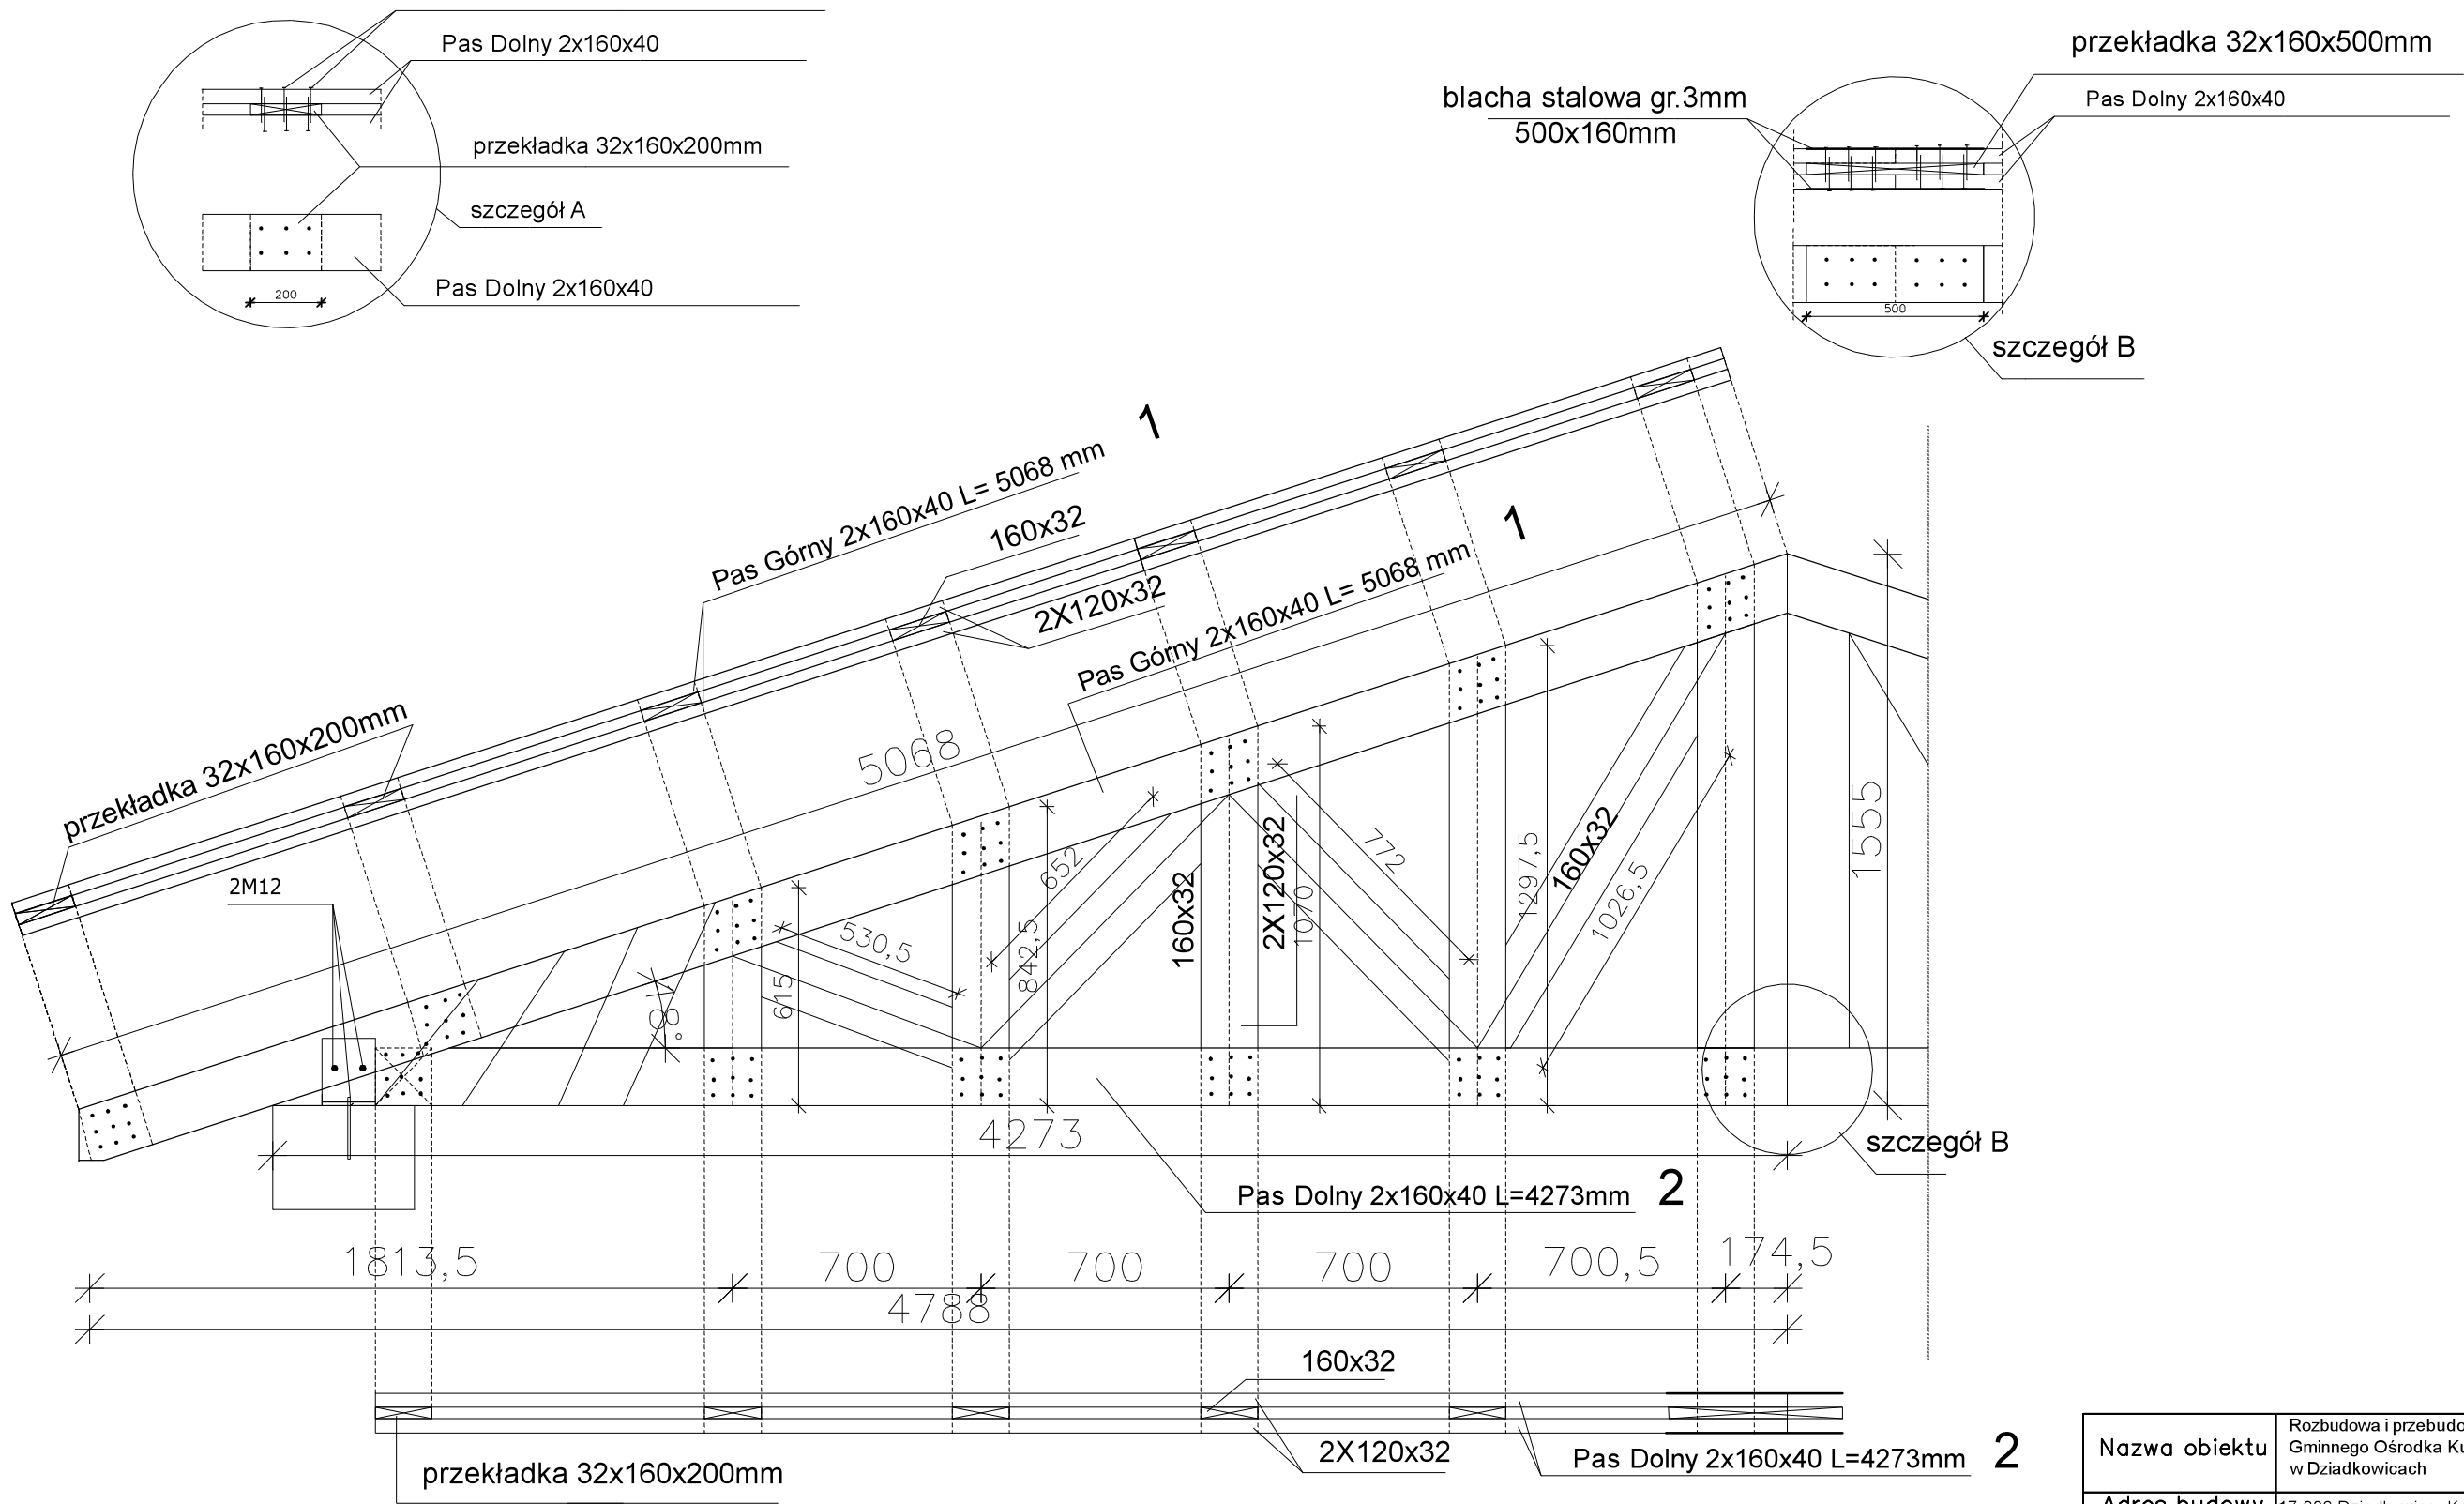 Pas Dolny 2x160x40
przekładka 32x160x200mm
szczegół A
Pas Dolny 2x160x40
200
przekładka 32x160x500mm
blacha stalowa gr.3mm
500x160mm
Pas Dolny 2x160x40
500
szczegół B
Pas Górny 2x160x40 L= 5068 mm
1
160x32
2X120x32
Pas Górny 2x160x40 L= 5068 mm
1
przekładka 32x160x200mm
5068
2M12
530,5
652
772
1026,5
615
842,5
160x32
2X120x32
1070
1297,5
160x32
1555
4273
szczegół B
Pas Dolny 2x160x40 L=4273mm
2
1813,5
700
700
700
700,5
174,5
4788
160x32
2X120x32
Pas Dolny 2x160x40 L=4273mm
2
przekładka 32x160x200mm
Nazwa obiektu
Rozbudowa i przebudo
Gminnego Ośrodka Ku
w Dziadkowicach